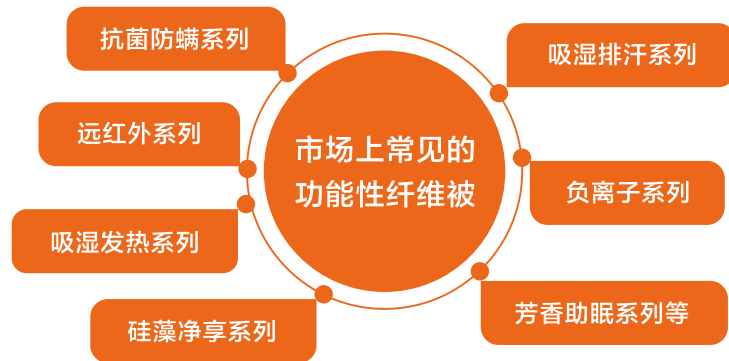 市场上常见的
功能性纤维被
抗菌防螨系列
远红外系列
吸湿发热系列
硅藻净享系列
吸湿排汗系列
负离子系列
芳香助眠系列等